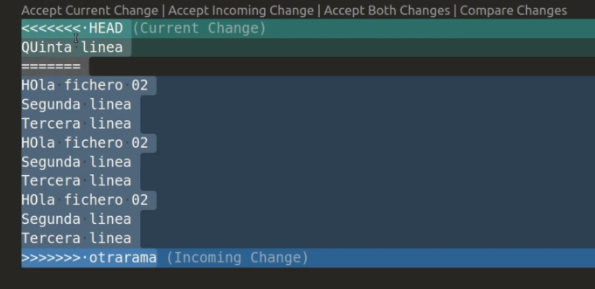 Accept Current Change | Accept Incoming Change | Accept Both Changes | Compare Changes
<<<<<<< HEAD (Current Change)
QUinta linea
=======
HOla fichero 02
Segunda linea
Tercera linea
HOla fichero 02
Segunda linea
Tercera linea
HOla fichero 02
Segunda linea
Tercera linea
>>>>>>> otrarama (Incoming Change)